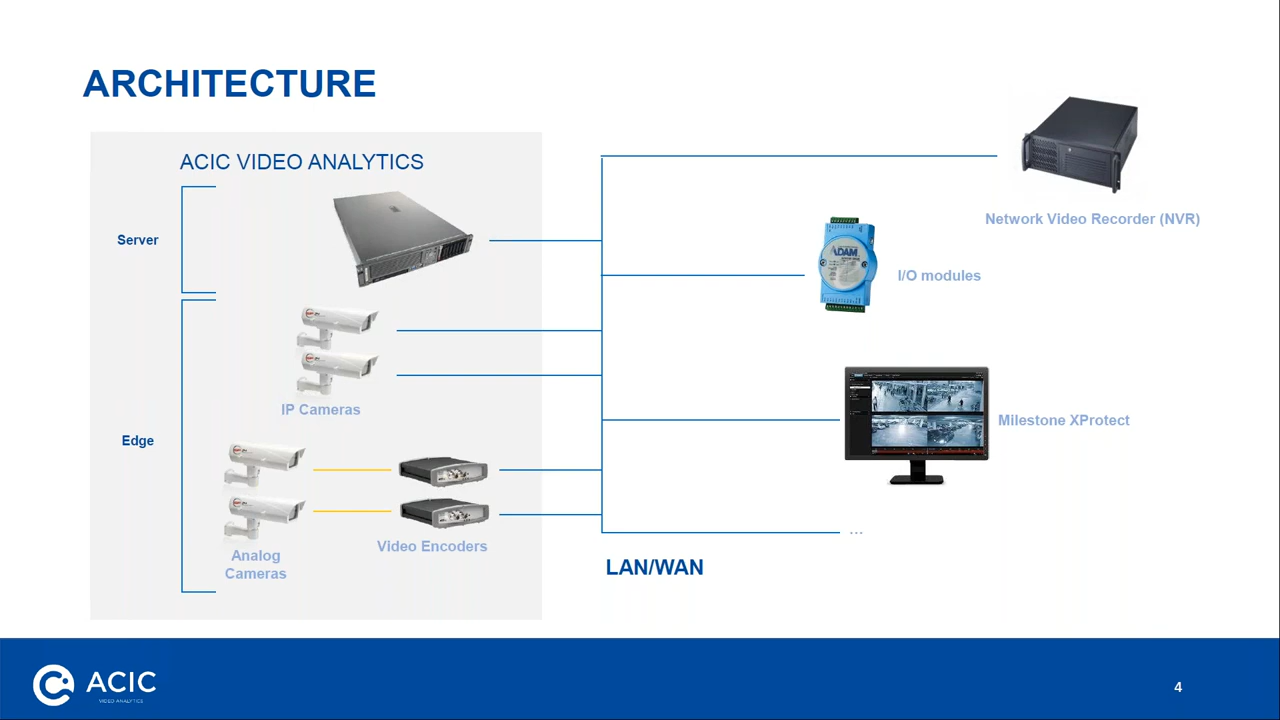 ARCHITECTURE
ACIC VIDEO ANALYTICS
Server
Network Video Recorder (NVR)
ADAM
I/O modules
IP Cameras
Milestone XProtect
Edge
Video Encoders
Analog
Cameras
...
LAN/WAN
ACIC
VIDEO ANALYTICS
4